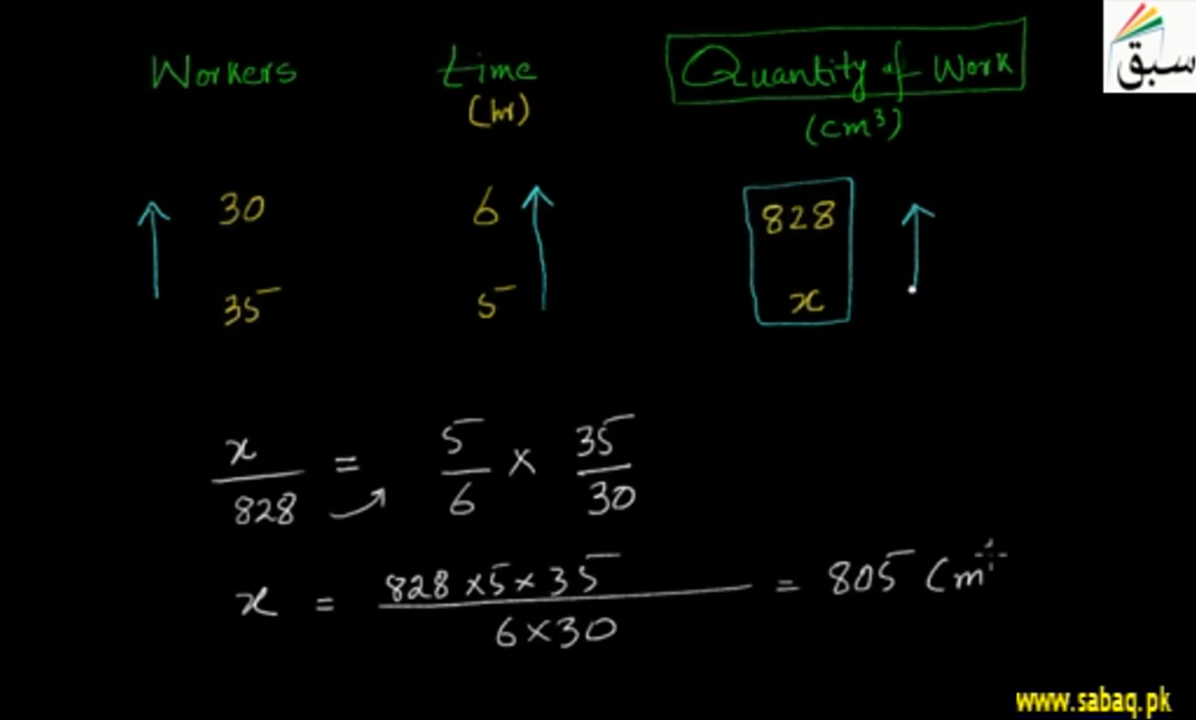 سبق
Workers time Quantity of Work
(hr) (cm³)
30 6 828
35 5 x
x/828 = 5/6 × 35/30
x = 828×5×35/6×30 = 805 cm
www.sabaq.pk